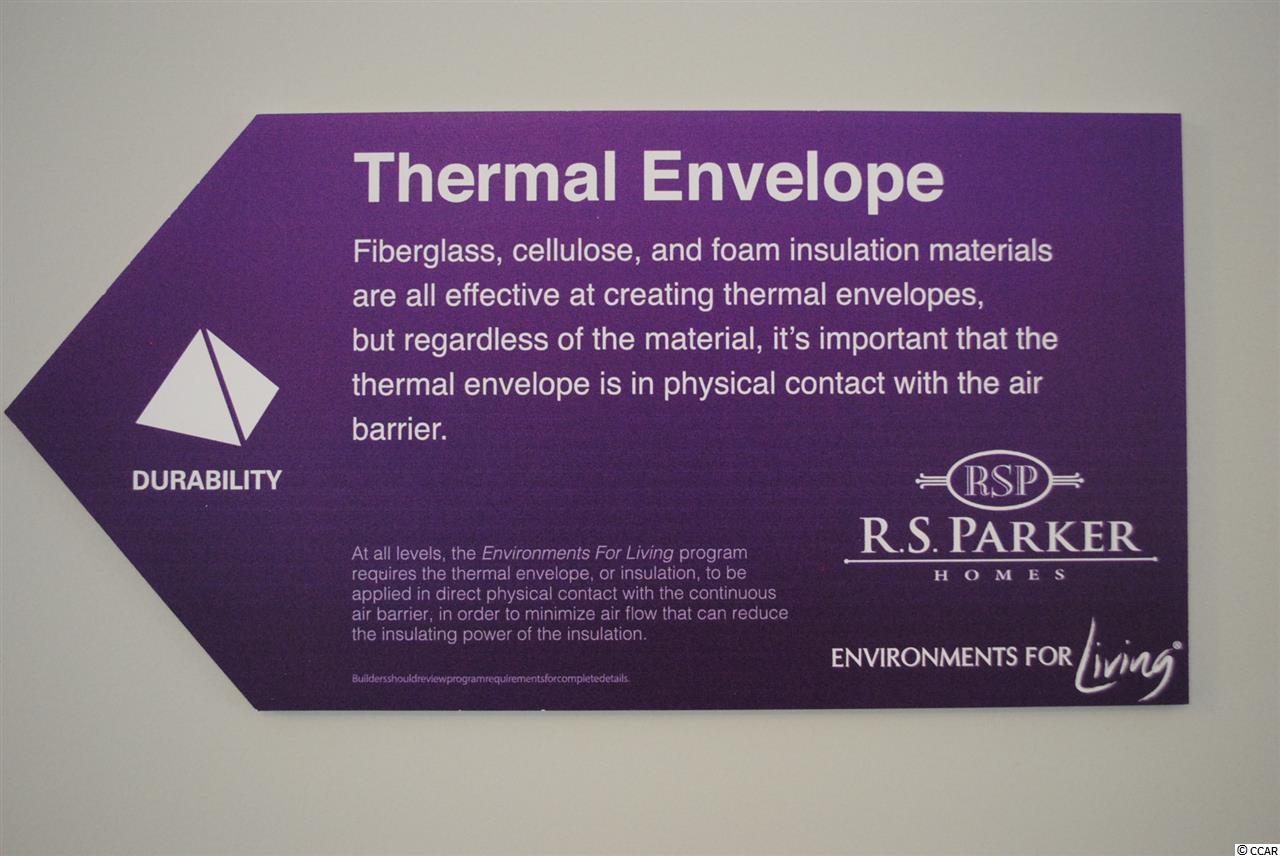 Thermal Envelope
Fiberglass, cellulose, and foam insulation materials
are all effective at creating thermal envelopes,
but regardless of the material, it's important that the
thermal envelope is in physical contact with the air
barrier.
DURABILITY
At all levels, the Environments For Living program
requires the thermal envelope, or insulation, to be
applied in direct physical contact with the continuous
air barrier, in order to minimize air flow that can reduce
the insulating power of the insulation.
Buildersshouldreviewprogramrequirementsforcompletedetails.
RSP
R.S. PARKER
HOMES
ENVIRONMENTS FOR Living®
© CCAR